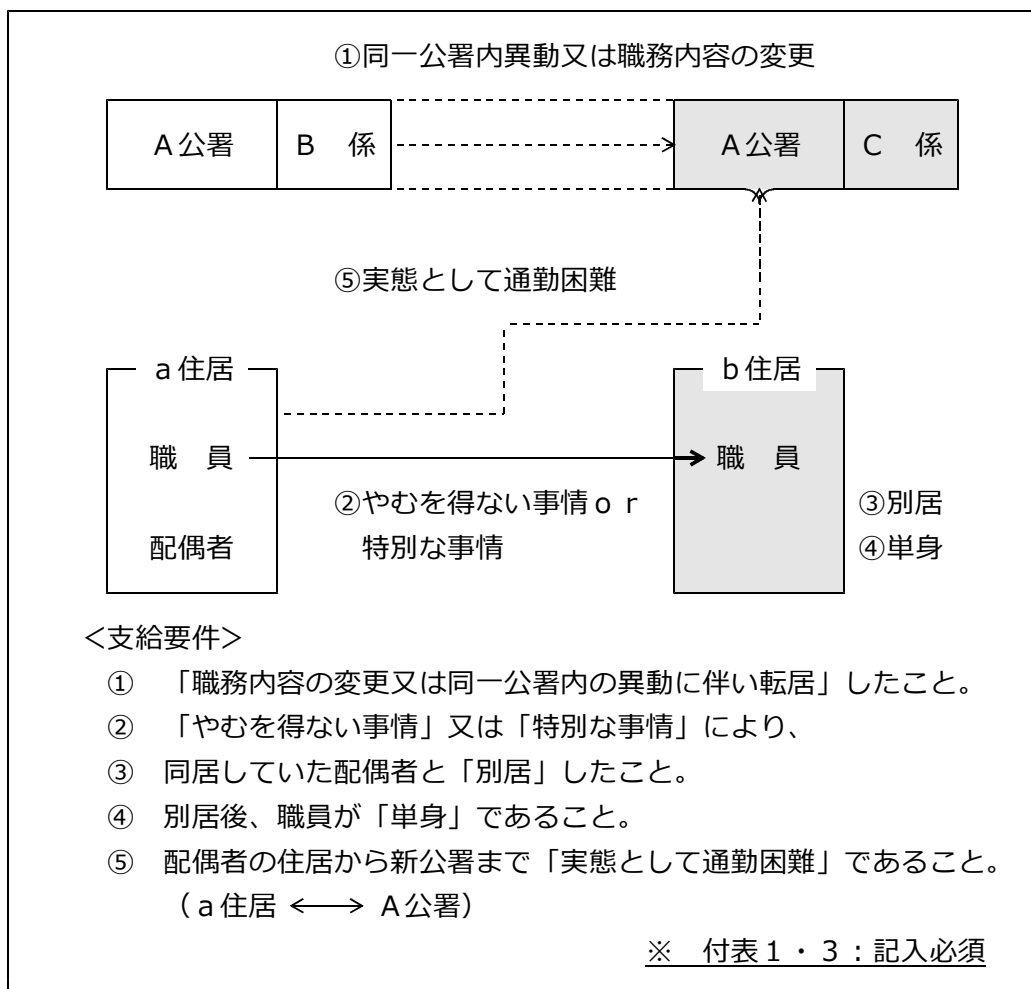 ①同一公署内異動又は職務内容の変更
Ａ公署 Ｂ　係 Ａ公署 Ｃ　係
⑤実態として通勤困難
ａ住居 ｂ住居
職　員 職　員
②やむを得ない事情ｏｒ ③別居
特別な事情 ④単身
配偶者
＜支給要件＞
①　「職務内容の変更又は同一公署内の異動に伴い転居」したこと。
②　「やむを得ない事情」又は「特別な事情」により、
③　同居していた配偶者と「別居」したこと。
④　別居後、職員が「単身」であること。
⑤　配偶者の住居から新公署まで「実態として通勤困難」であること。
（ａ住居 ⟷ Ａ公署）
※　付表１・３：記入必須